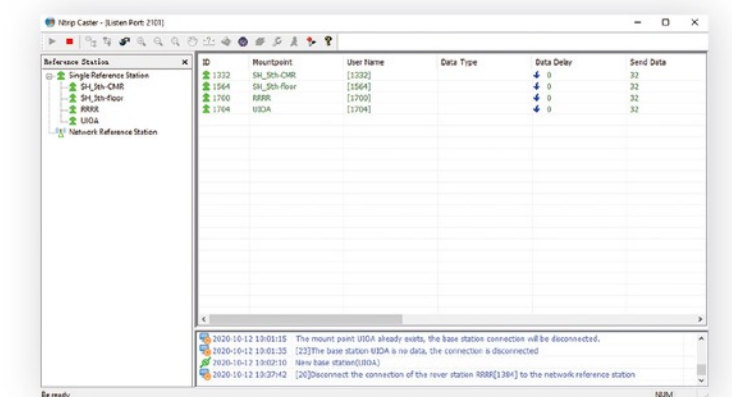 Ntrip Caster - [Listen Port: 2101]
Reference Station
Single Reference Station
SH_5th-CMR
SH_5th-floor
RRRR
UIOA
Network Reference Station
ID Mountpoint User Name Data Type Data Delay Send Data
1332 SH_5th-CMR [1332] 0 32
1564 SH_5th-floor [1564] 0 32
1700 RRRR [1700] 0 32
1704 UIOA [1704] 0 32
2020-10-12 10:01:15 The mount point UIOA already exists, the base station connection will be disconnected.
2020-10-12 10:01:35 [23]The base station UIOA is no data, the connection is disconnected
2020-10-12 10:02:10 New base station(UIOA)
2020-10-12 10:37:42 [20]Disconnect the connection of the rover station RRRR[1384] to the network reference station
Be ready NUM